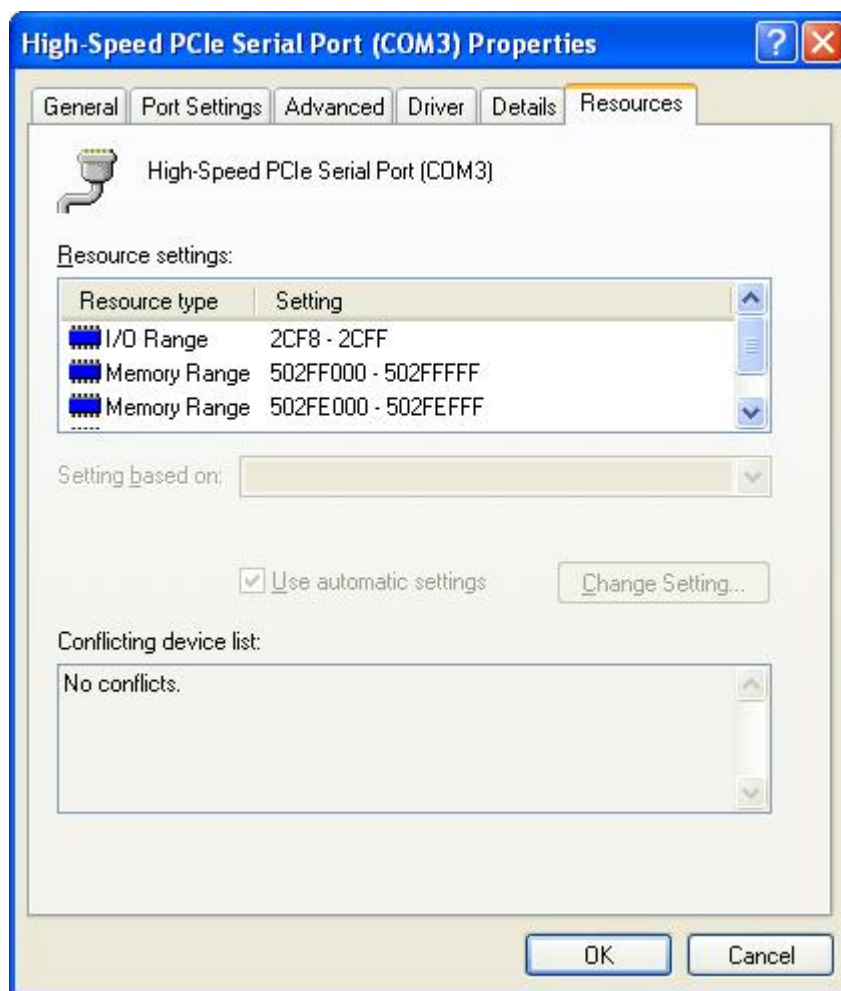 High-Speed PCIe Serial Port (COM3) Properties
General Port Settings Advanced Driver Details Resources
High-Speed PCIe Serial Port (COM3)
Resource settings:
Resource type Setting
I/O Range 2CF8 - 2CFF
Memory Range 502FF000 - 502FFFFF
Memory Range 502FE000 - 502FEFFF
Setting based on:
Use automatic settings Change Setting...
Conflicting device list:
No conflicts.
OK Cancel